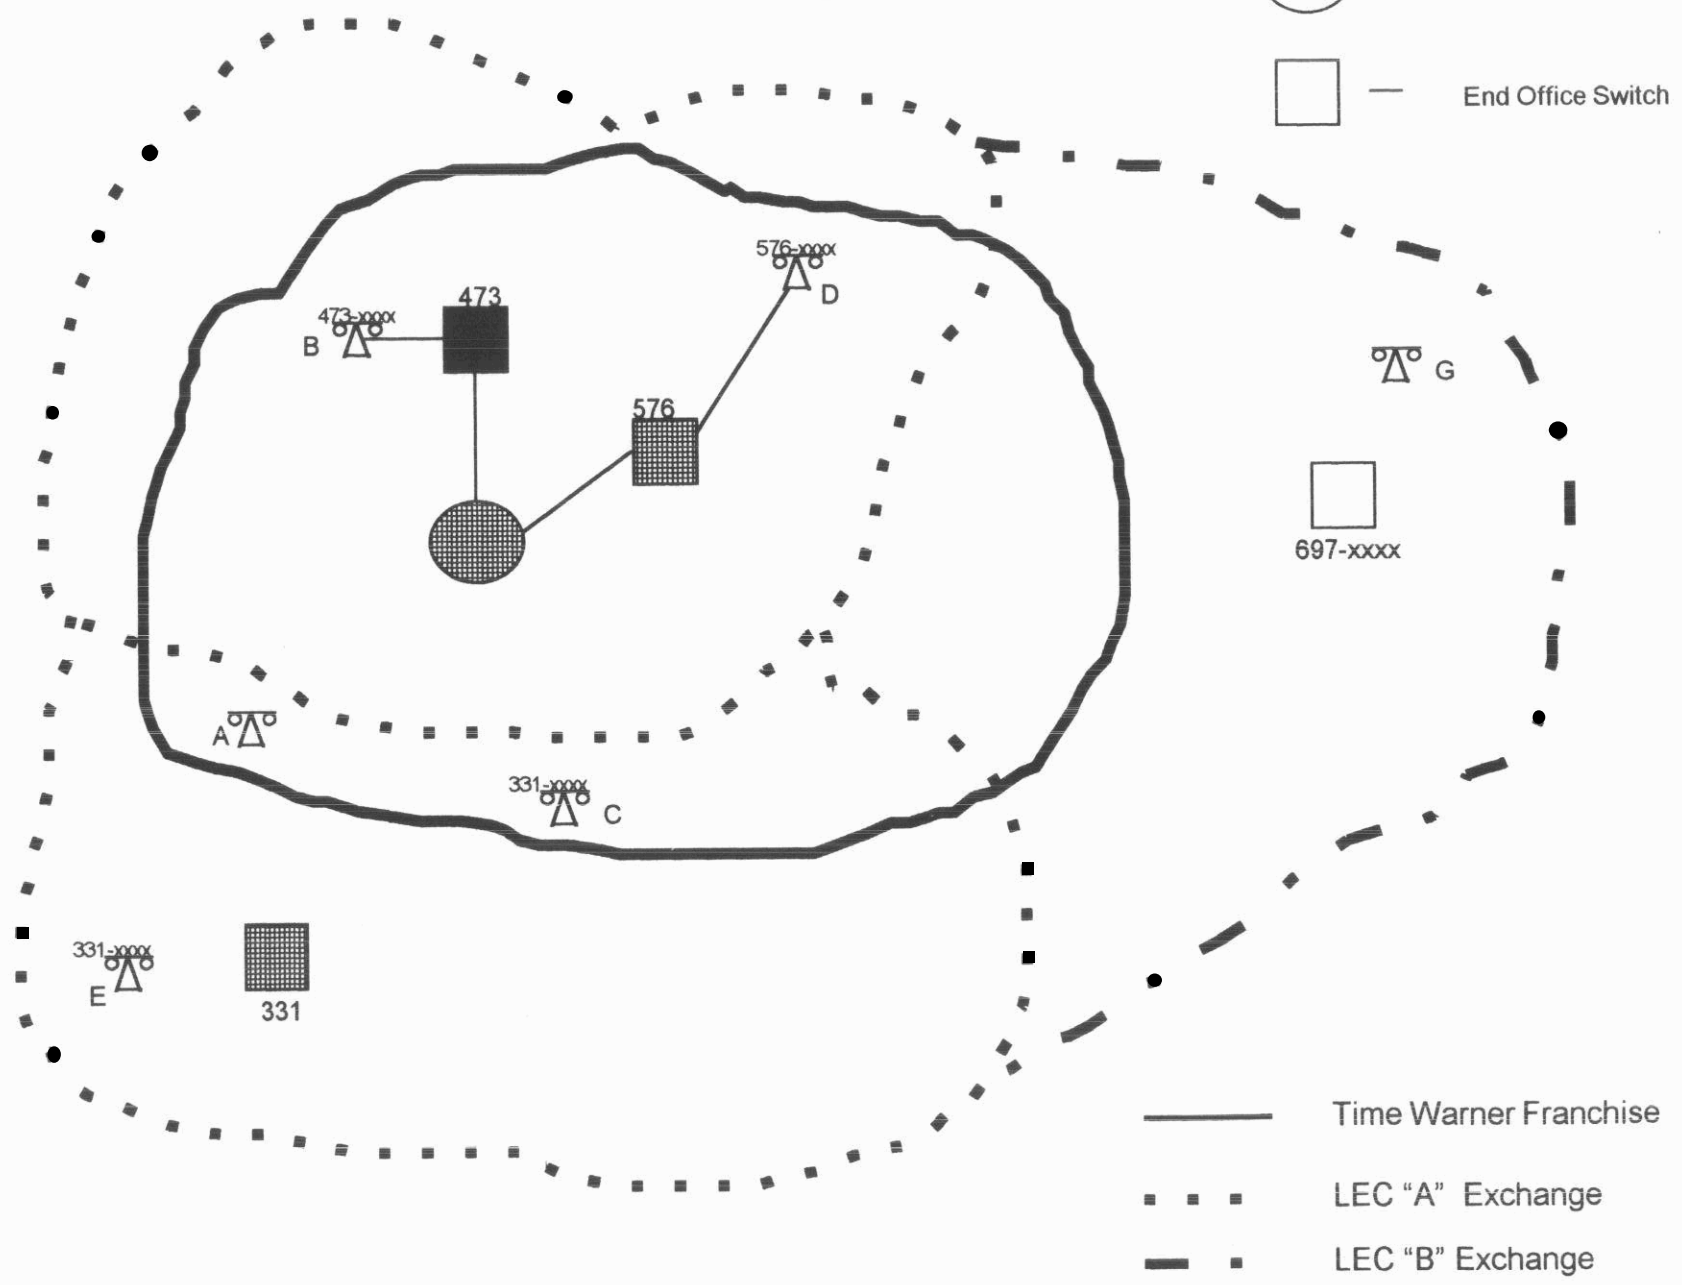 — End Office Switch
576-xxxx
D
473
473-xxxx
B
576
G
697-xxxx
A
331-xxxx
C
331-xxxx
E
331
Time Warner Franchise
LEC “A” Exchange
LEC “B” Exchange